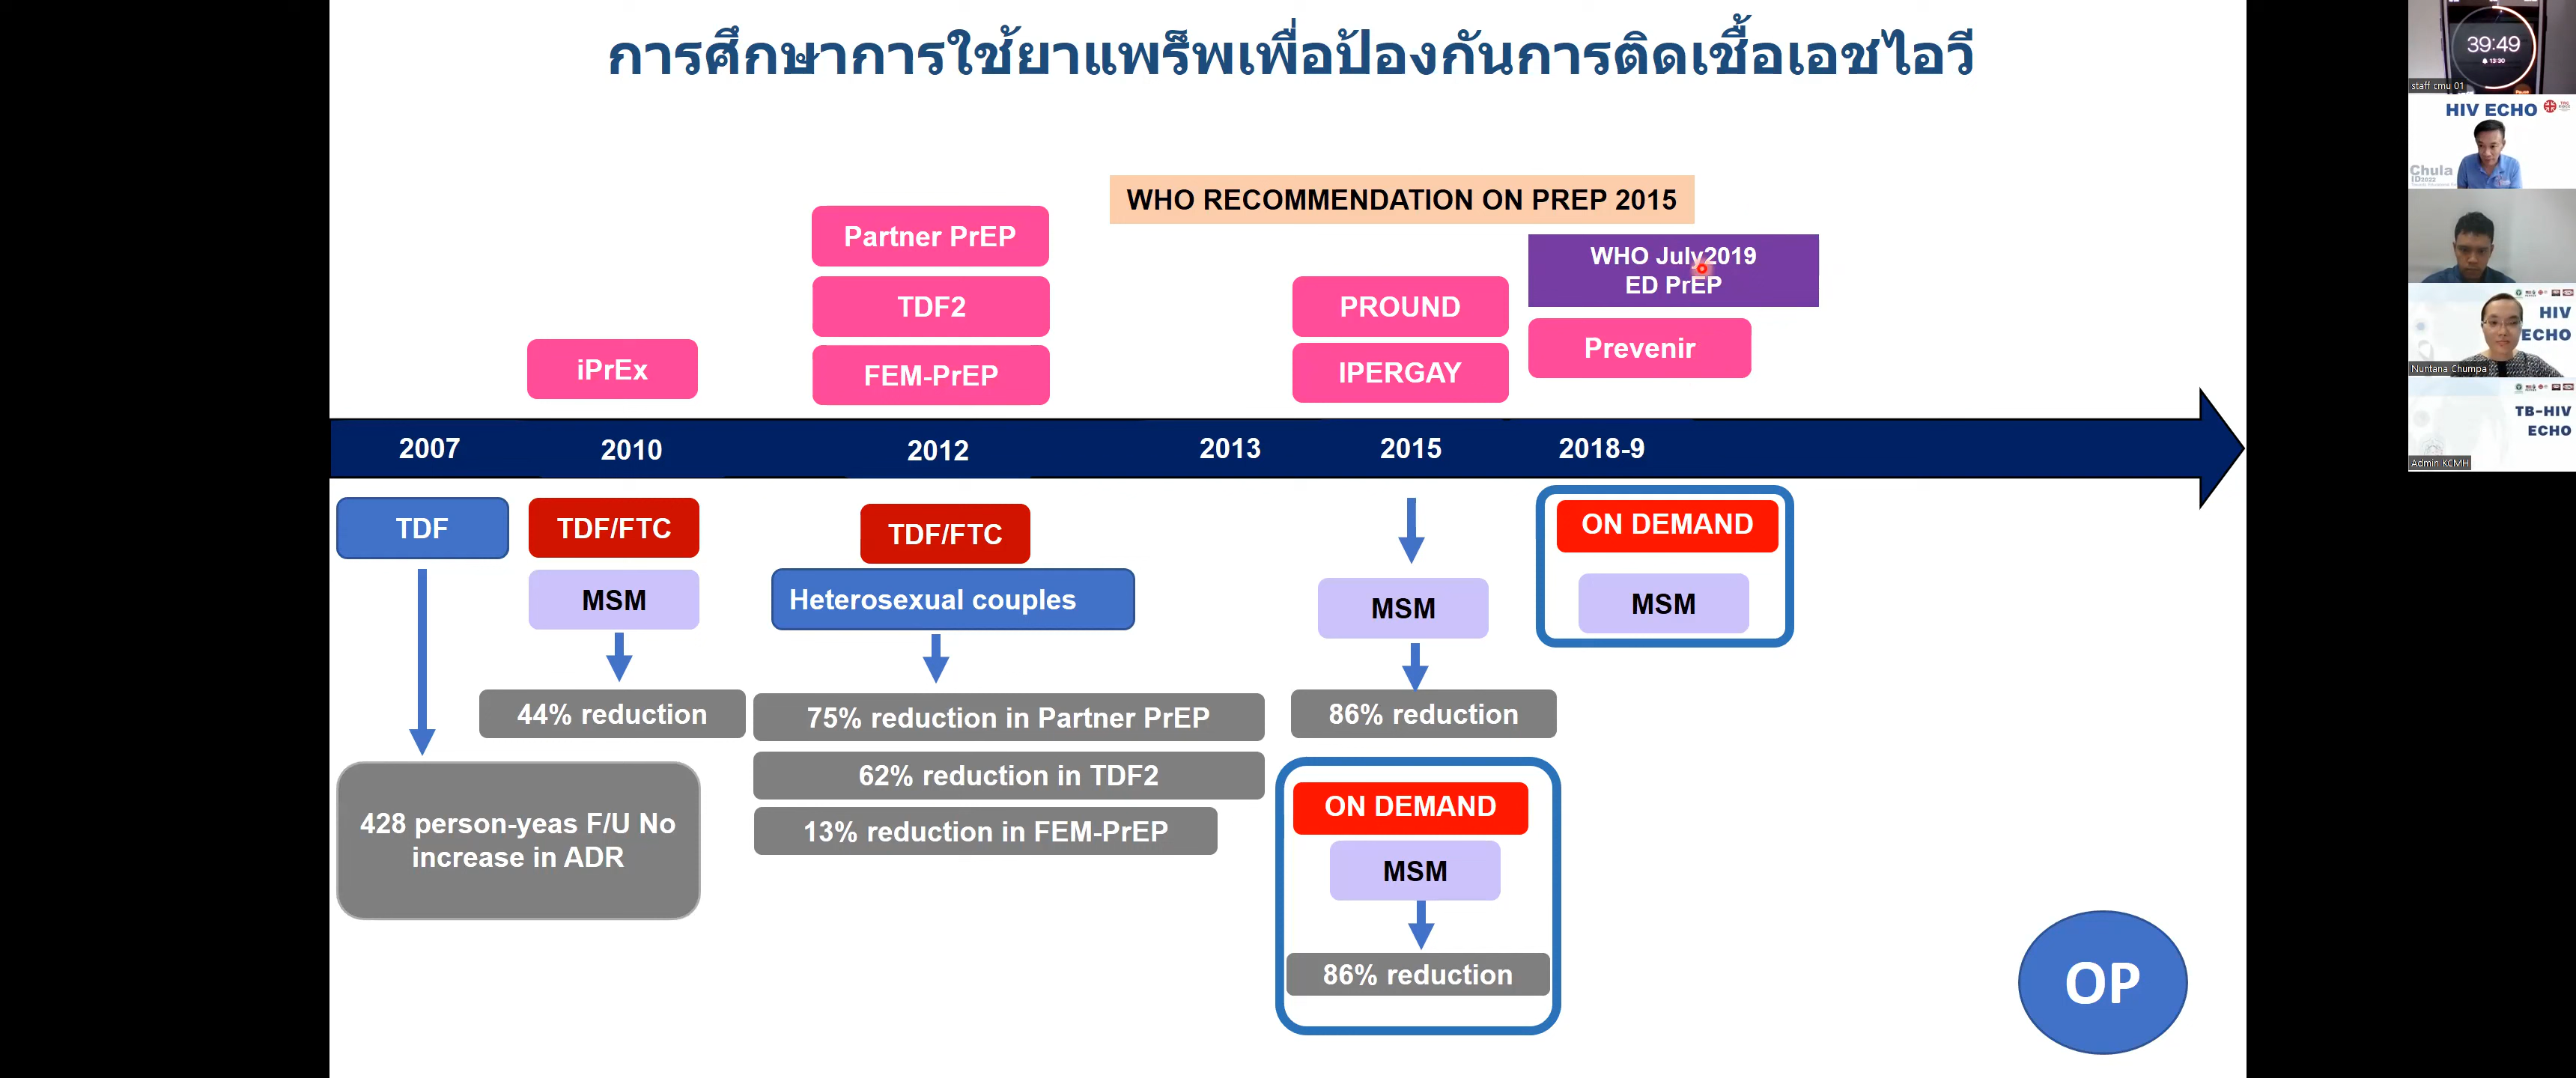 การศึกษาการใช้ยาแพร็พเพื่อป้องกันการติดเชื้อเอชไอวี
WHO RECOMMENDATION ON PREP 2015
Partner PrEP
TDF2
FEM-PrEP
iPrEx
PROUND
IPERGAY
WHO July2019
ED PrEP
Prevenir
2007
2010
2012
2013
2015
2018-9
TDF
428 person-yeas F/U No
increase in ADR
TDF/FTC
MSM
44% reduction
TDF/FTC
Heterosexual couples
75% reduction in Partner PrEP
62% reduction in TDF2
13% reduction in FEM-PrEP
MSM
86% reduction
ON DEMAND
MSM
86% reduction
ON DEMAND
MSM
OP
39:49
13:30
staff cmu 01
HIV ECHO
Chula
ID2022
HIV
ECHO
Nuntana Chumpa
TB-HIV
ECHO
Admin KCMH